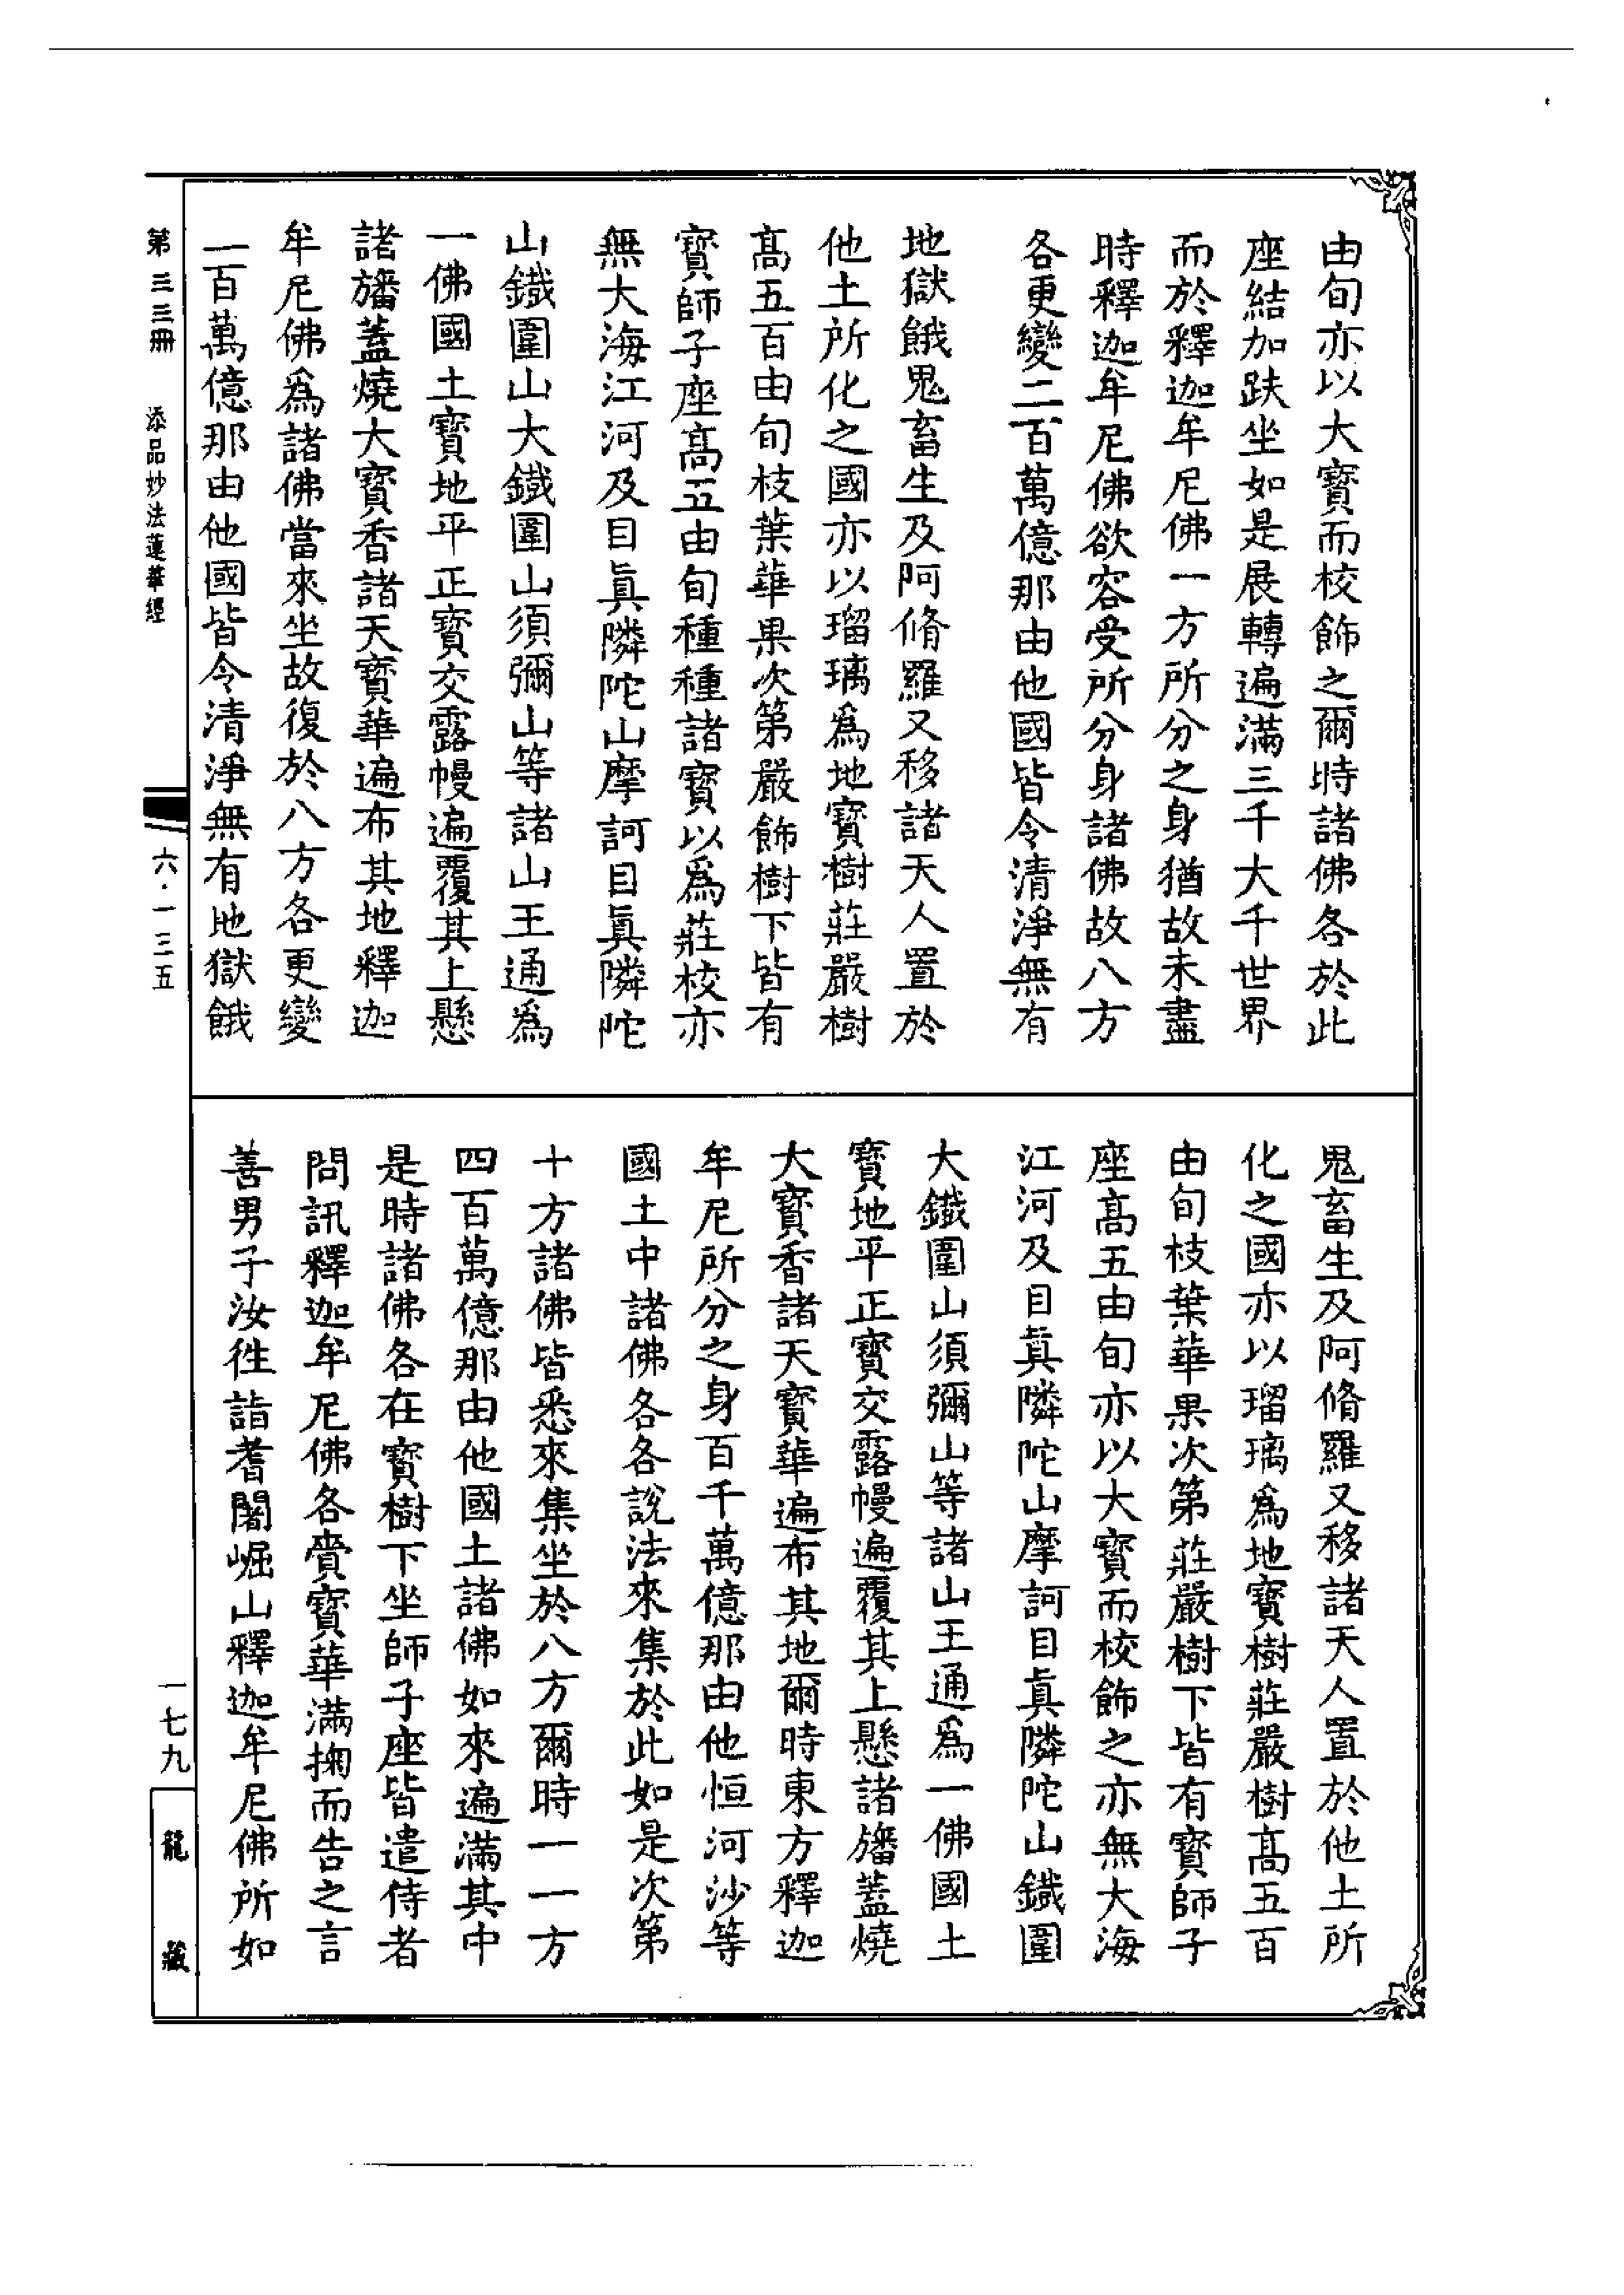 由旬亦以大寶而校飾之爾時諸佛各於此
座結加趺坐如是展轉遍滿三千大千世界
而於釋迦牟尼佛一方所分之身猶故未盡
時釋迦牟尼佛欲容受所分身諸佛故八方
各更變二百萬億那由他國皆令清淨無有
地獄餓鬼畜生及阿脩羅又移諸天人置於
他土所化之國亦以瑠璃爲地寶樹莊嚴樹
髙五百由旬枝葉華果次第嚴飾樹下皆有
寶師子座髙五由旬種種諸寶以爲莊校亦
無大海江河及目眞隣陀山摩訶目眞隣陀
山鐵圍山大鐵圍山須彌山等諸山王通爲
一佛國土寶地平正寶交露幔遍覆其上懸
諸旛蓋燒大寶香諸天寶華遍布其地釋迦
牟尼佛爲諸佛當來坐故復於八方各更變
二百萬億那由他國皆令清淨無有地獄餓
鬼畜生及阿脩羅又移諸天人置於他土所
化之國亦以瑠璃爲地寶樹莊嚴樹髙五百
由旬枝葉華果次第莊嚴樹下皆有寶師子
座髙五由旬亦以大寶而校飾之亦無大海
江河及目眞隣陀山摩訶目眞隣陀山鐵圍
大鐵圍山須彌山等諸山王通爲一佛國土
寶地平正寶交露幔遍覆其上懸諸旛蓋燒
大寶香諸天寶華遍布其地爾時東方釋迦
牟尼所分之身百千萬億那由他恒河沙等
國土中諸佛各各說法來集於此如是次第
十方諸佛皆悉來集坐於八方爾時一一方
四百萬億那由他國土諸佛如來遍滿其中
是時諸佛各在寶樹下坐師子座皆遣侍者
問訊釋迦牟尼佛各賫寶華滿掬而告之言
善男子汝徃詣耆闍崛山釋迦牟尼佛所如
第三三冊 添品妙法蓮華經
六·一三五
一七九
龍藏